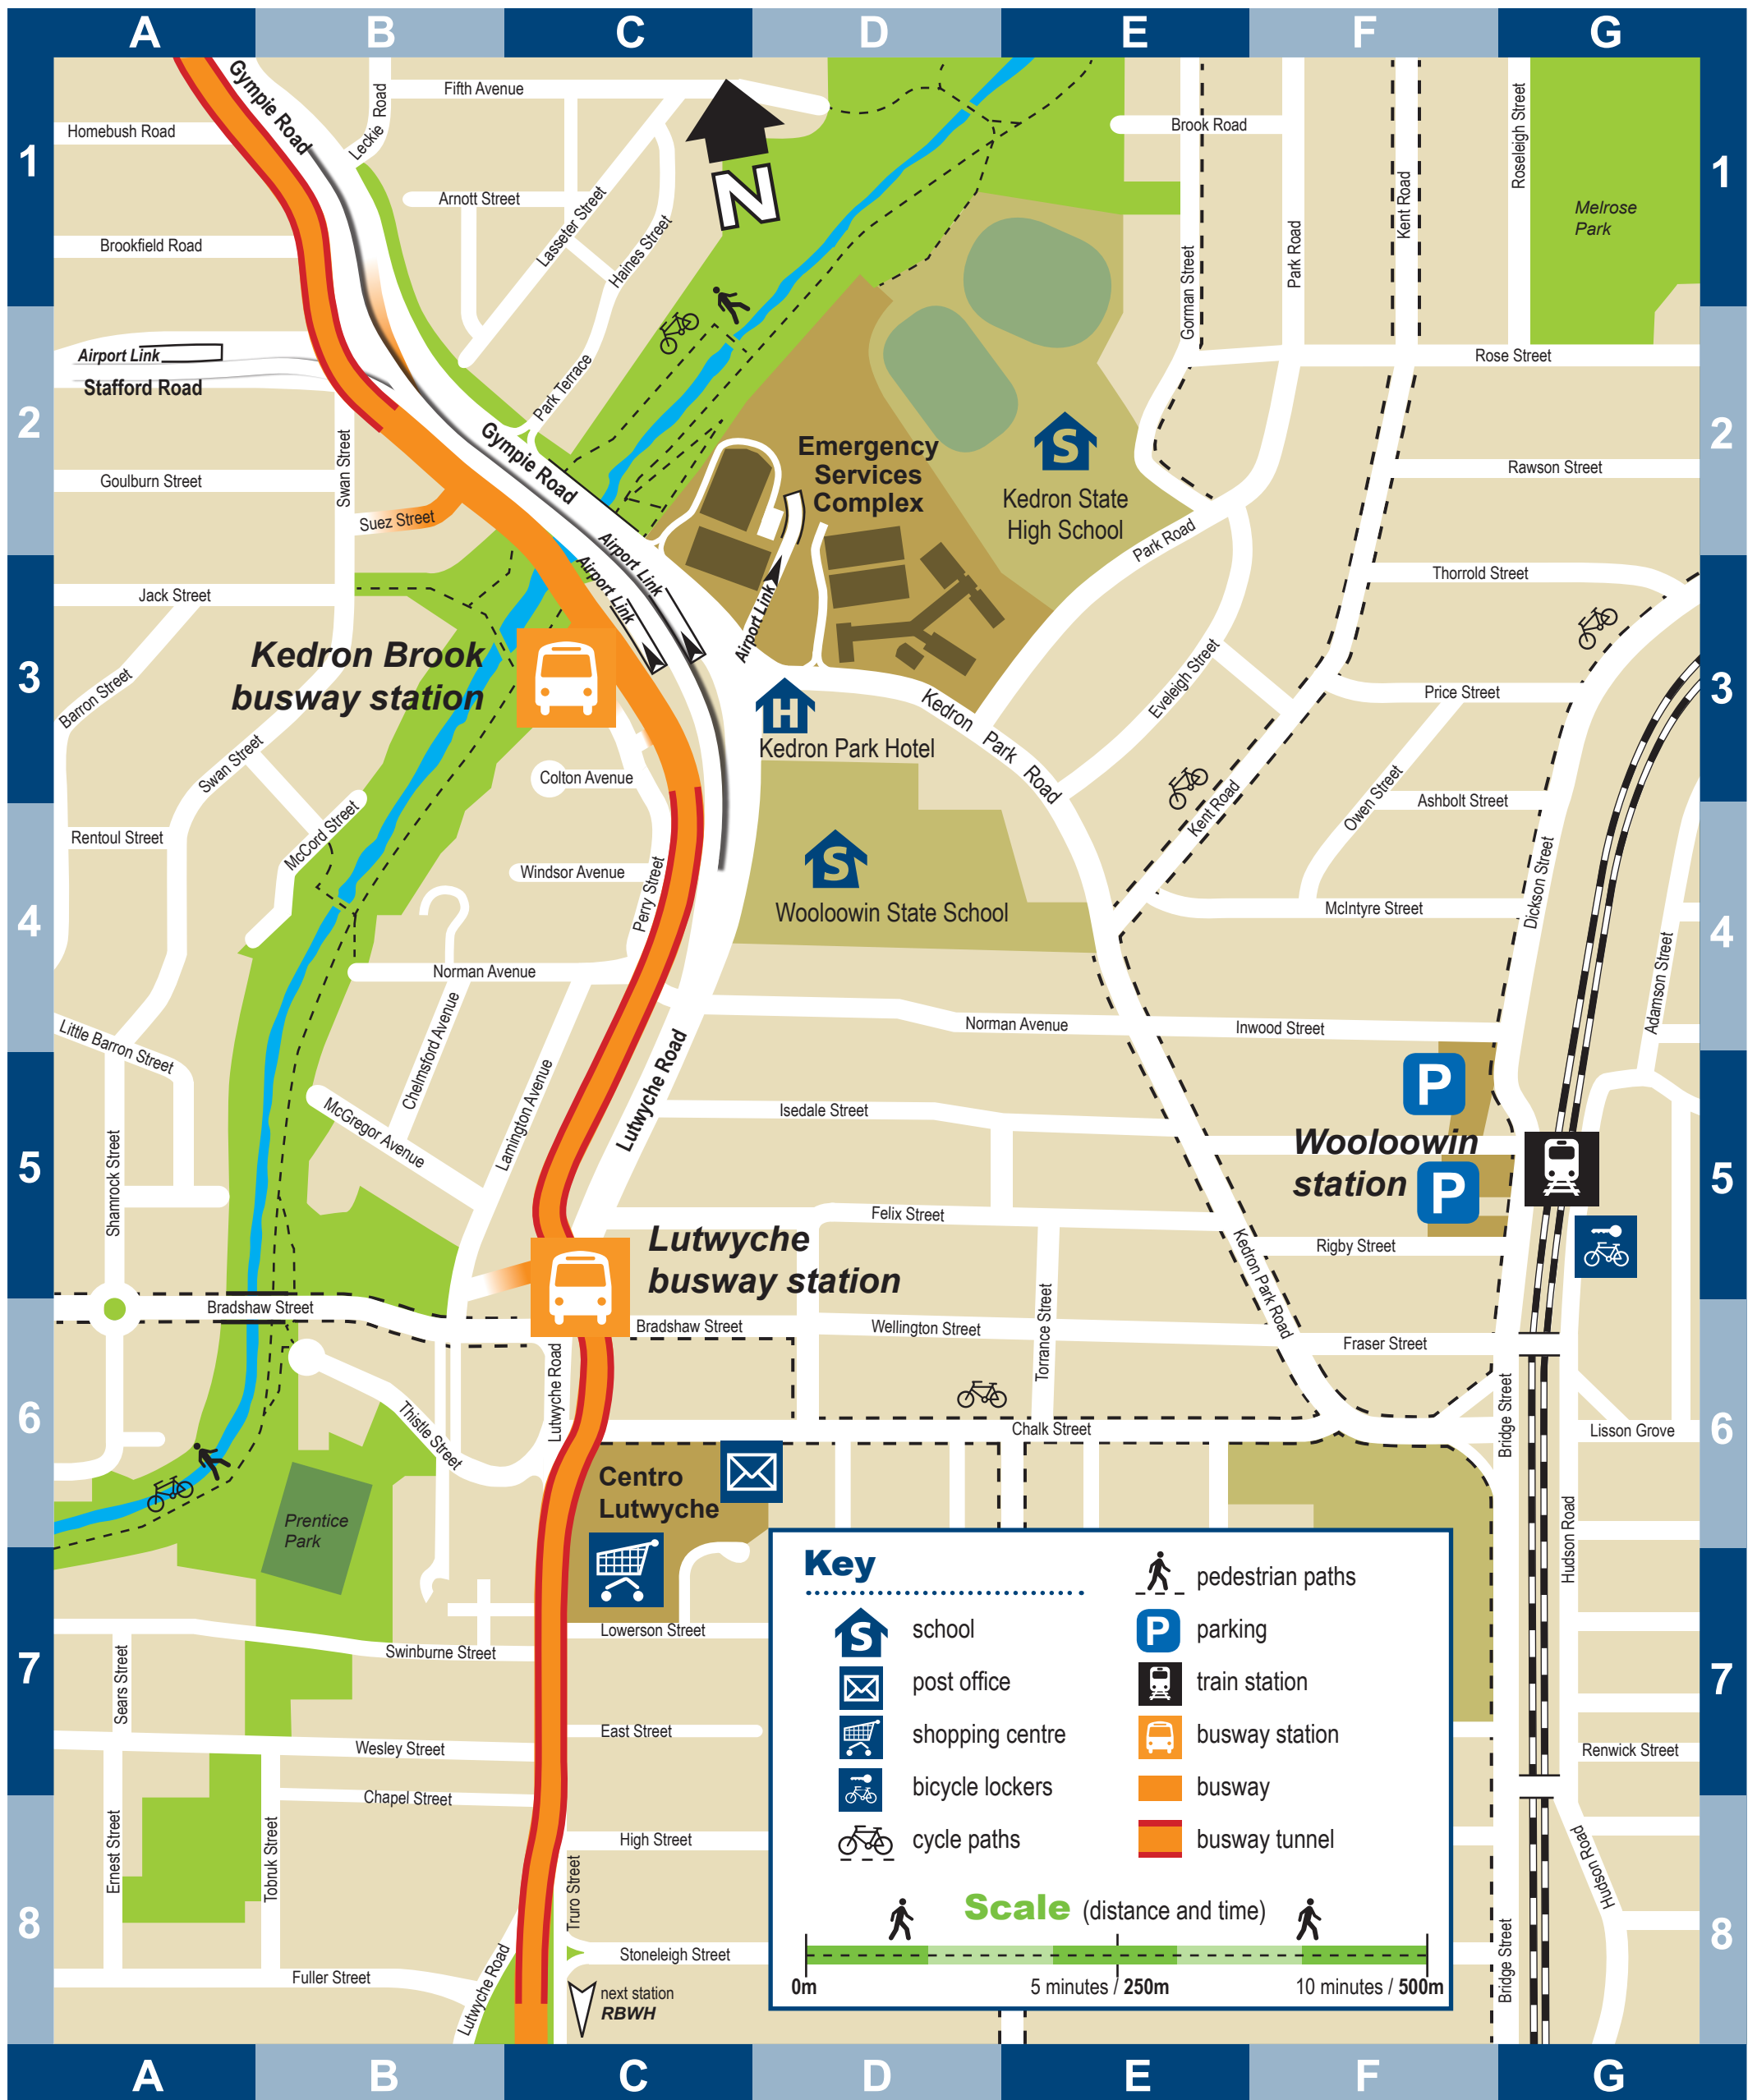 A B C D E F G
1
2
3
4
5
6
7
8
1
2
3
4
5
6
7
8
Gympie Road
Leckie Road
Fifth Avenue
Homebush Road
Arnott Street
Lasseter Street
Haines Street
Brookfield Road
N
Brook Road
Gorman Street
Park Road
Kent Road
Roseleigh Street
Melrose
Park
Airport Link
Stafford Road
Park Terrace
Gympie Road
Rose Street
Swan Street
Goulburn Street
Suez Street
Emergency
Services
Complex
S
Kedron State
High School
Rawson Street
Park Road
Airport Link
Airport Link
Airport Link
Jack Street
Thorrold Street
Kedron Brook
busway station
Barron Street
Swan Street
H
Kedron Park Hotel
Kedron Park Road
Eveleigh Street
Price Street
Colton Avenue
Kent Road
Owen Street
Ashbolt Street
Rentoul Street
McCord Street
Windsor Avenue
Perry Street
S
Wooloowin State School
McIntyre Street
Dickson Street
Adamson Street
Norman Avenue
Chelmsford Avenue
Little Barron Street
Norman Avenue
Inwood Street
Lutwyche Road
Lamington Avenue
McGregor Avenue
Isedale Street
P
Wooloowin
station
P
Shamrock Street
Felix Street
Rigby Street
Kedron Park Road
Lutwyche
busway station
Bradshaw Street
Bradshaw Street
Wellington Street
Torrance Street
Fraser Street
Lutwyche Road
Thistle Street
Chalk Street
Bridge Street
Lisson Grove
Centro
Lutwyche
Prentice
Park
Hudson Road
Lowerson Street
Swinburne Street
Sears Street
East Street
Wesley Street
Renwick Street
Chapel Street
Ernest Street
Tobruk Street
High Street
Truro Street
Hudson Road
Stoneleigh Street
Fuller Street
Lutwyche Road
Bridge Street
next station
RBWH
Key
S school
post office
shopping centre
bicycle lockers
cycle paths
pedestrian paths
P parking
train station
busway station
busway
busway tunnel
Scale (distance and time)
0m 5 minutes / 250m 10 minutes / 500m
A B C D E F G